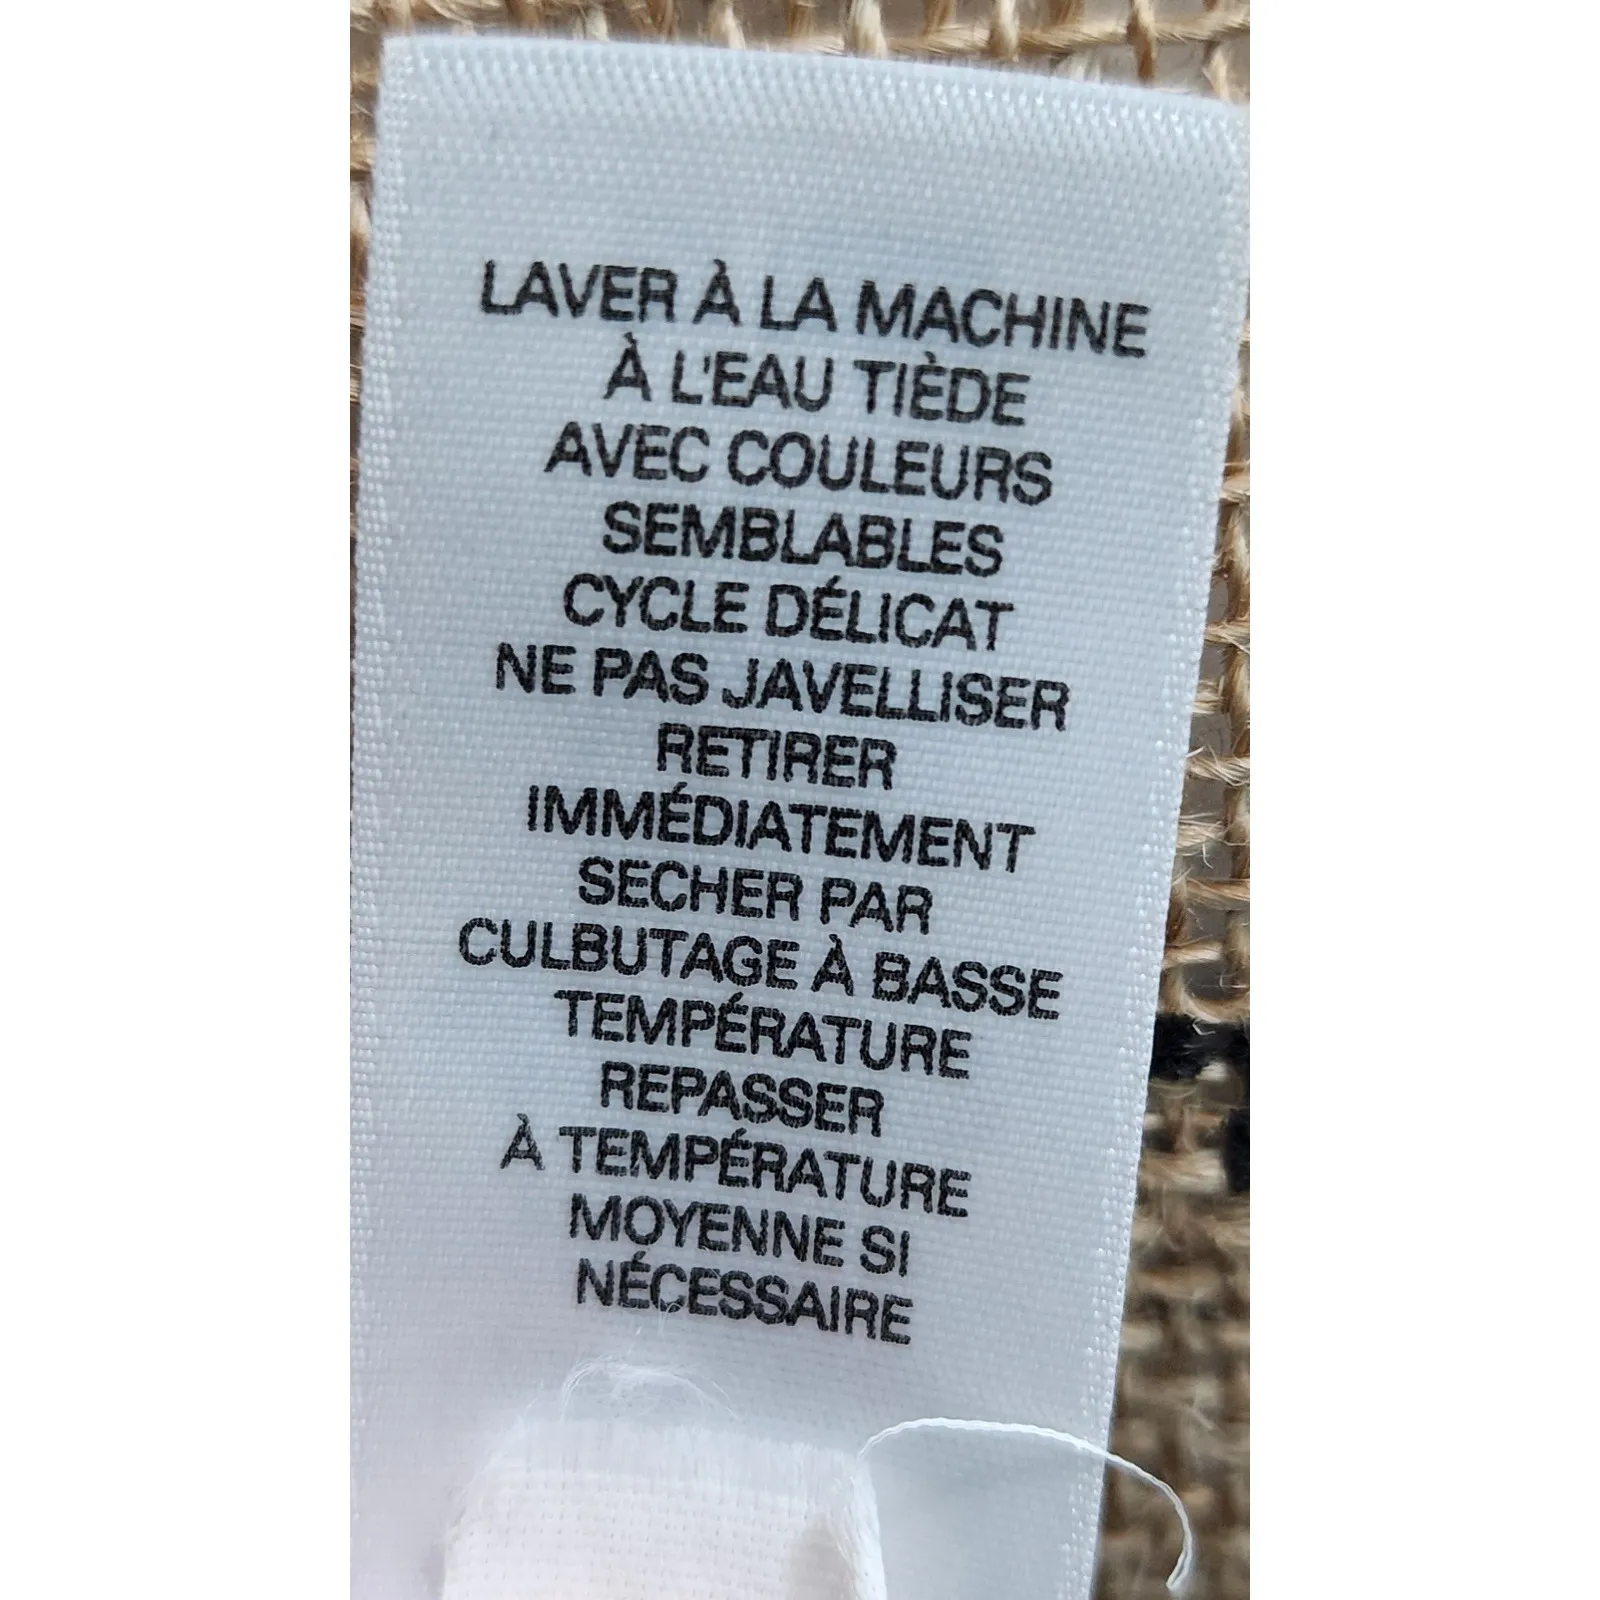 LAVER À LA MACHINE
À L'EAU TIÈDE
AVEC COULEURS
SEMBLABLES
CYCLE DÉLICAT
NE PAS JAVELLISER
RETIRER
IMMÉDIATEMENT
SECHER PAR
CULBUTAGE À BASSE
TEMPÉRATURE
REPASSER
À TEMPÉRATURE
MOYENNE SI
NÉCESSAIRE